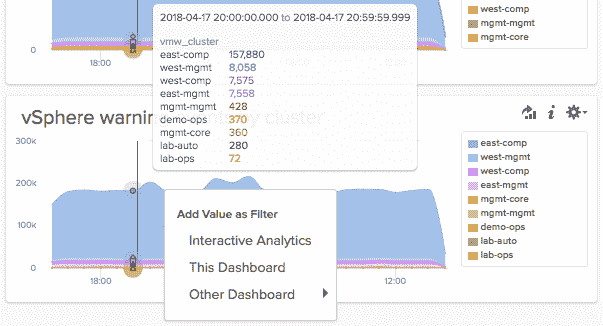 2018-04-17 20:00:00.000 to 2018-04-17 20:59:59.999
vmw_cluster
east-comp 157,880
west-mgmt 8,058
west-comp 7,575
east-mgmt 7,558
mgmt-mgmt 428
demo-ops 370
mgmt-core 360
lab-auto 280
lab-ops 72
west-comp
mgmt-mgmt
mgmt-core
0
18:00
vSphere warnin by cluster
300k
200k
100k
0
18:00
12:00
east-comp
west-mgmt
west-comp
east-mgmt
mgmt-core
mgmt-mgmt
demo-ops
lab-auto
lab-ops
Add Value as Filter
Interactive Analytics
This Dashboard
Other Dashboard